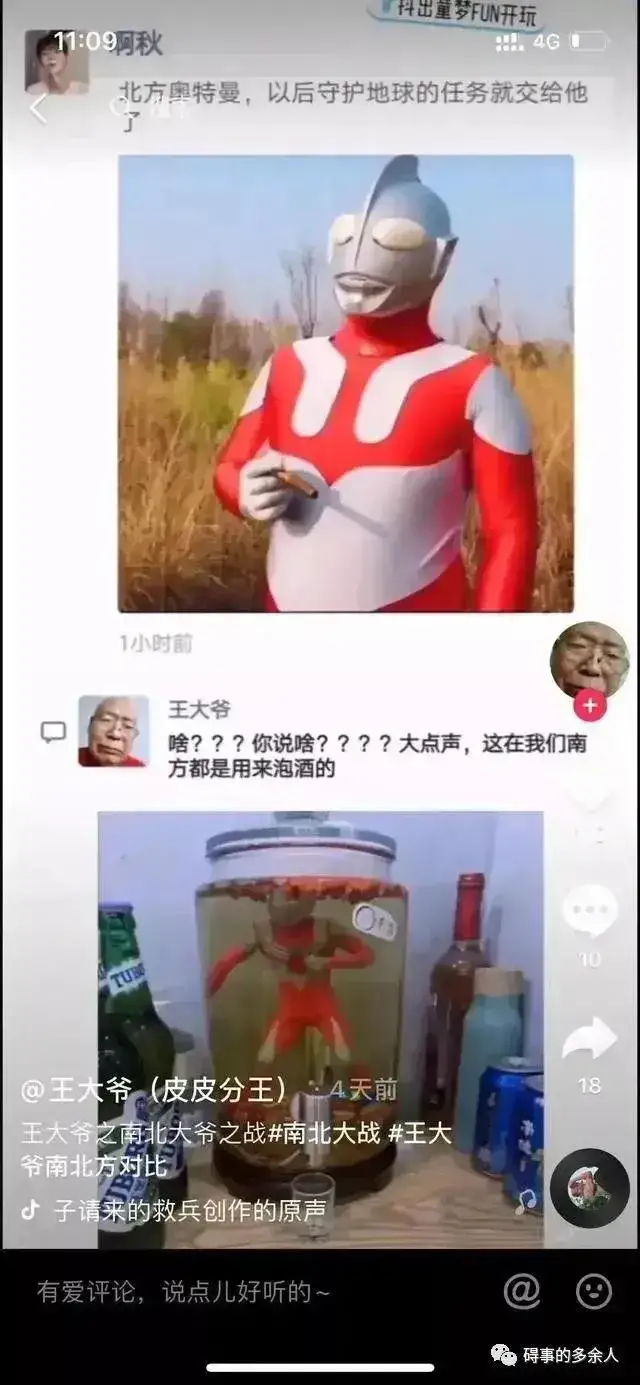 抖出童梦FUN开玩
11:09
4G
啊秋
北方奥特曼，以后守护地球的任务就交给他
了
1小时前
王大爷
啥？？？你说啥？？？？大点声，这在我们南
方都是用来泡酒的
TUBO
10
18
@王大爷（皮皮分王）· 4天前
王大爷之南北大爷之战#南北大战 #王大
爷南北方对比
子请来的救兵创作的原声
有爱评论，说点儿好听的~
@
碍事的多余人